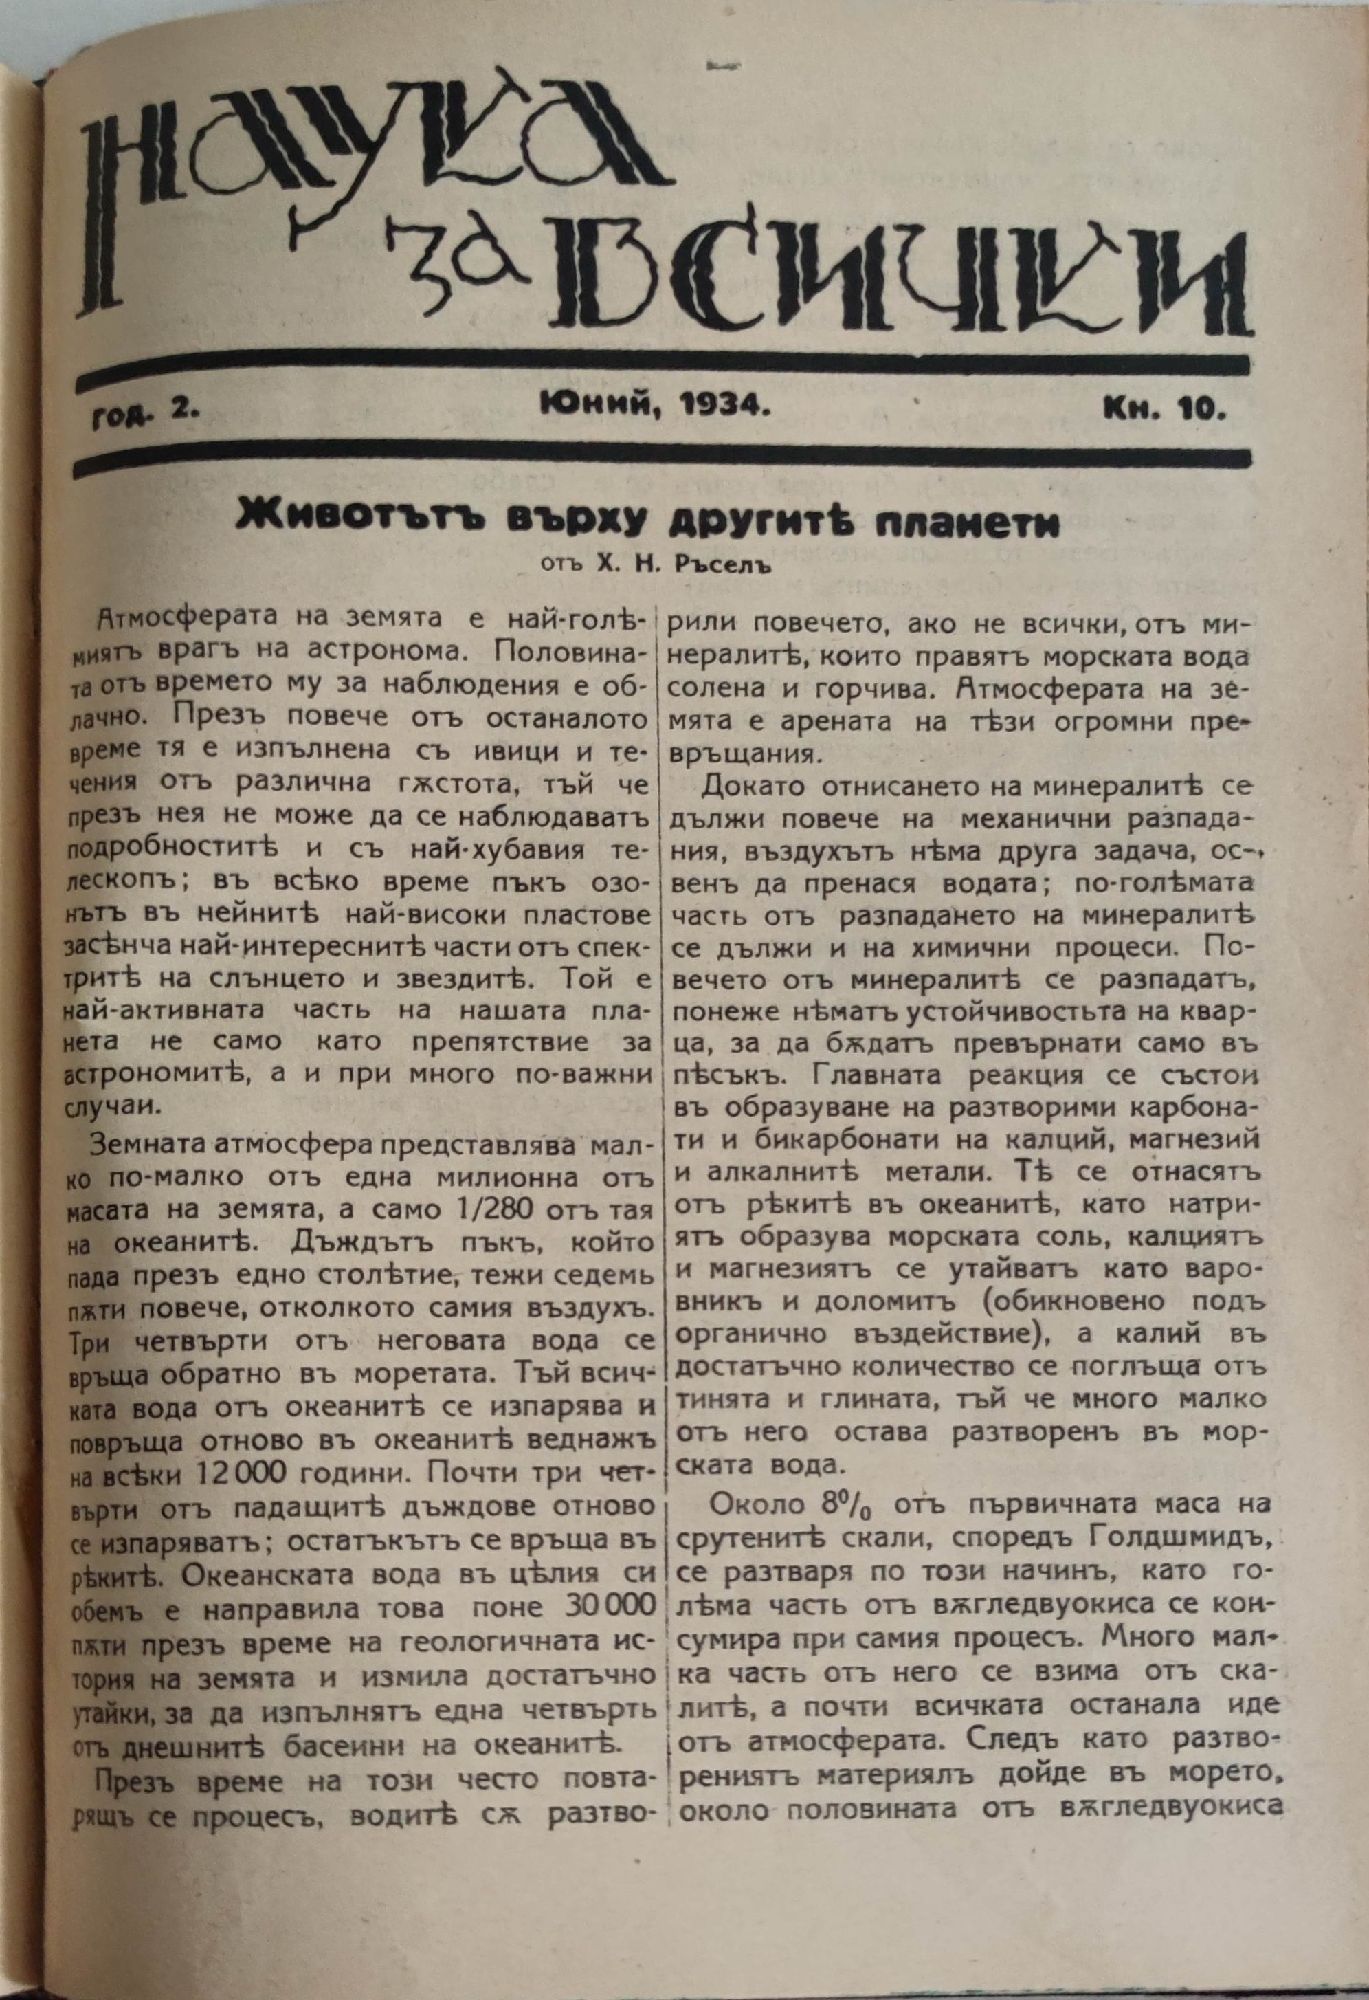 Наука
за Всички
год. 2.
Юний, 1934.
Кн. 10.
Животътъ върху другитѣ планети
отъ Х. Н. Ръселъ
Атмосферата на земята е най-голѣ-
миятъ врагъ на астронома. Половина-
та отъ времето му за наблюдения е об-
лачно. Презъ повече отъ останалото
време тя е изпълнена съ ивици и те-
чения отъ различна гѫстота, тъй че
презъ нея не може да се наблюдаватъ
подробноститѣ и съ най-хубавия те-
лескопъ; въ всѣко време пъкъ озо-
нътъ въ нейнитѣ най-високи пластове
засѣнча най-интереснитѣ части отъ спек-
тритѣ на слънцето и звездитѣ. Той е
най-активната часть на нашата пла-
нета не само като препятствие за
астрономитѣ, а и при много по-важни
случаи.
Земната атмосфера представлява мал-
ко по-малко отъ една милионна отъ
масата на земята, а само 1/280 отъ тая
на океанитѣ. Дъждътъ пъкъ, който
пада презъ едно столѣтие, тежи седемь
пѫти повече, отколкото самия въздухъ.
Три четвърти отъ неговата вода се
връща обратно въ моретата. Тъй всич-
ката вода отъ океанитѣ се изпарява и
повръща отново въ океанитѣ веднажъ
на всѣки 12 000 години. Почти три чет-
върти отъ падащитѣ дъждове отново
се изпаряватъ; остатъкътъ се връща въ
рѣкитѣ. Океанската вода въ цѣлия си
обемъ е направила това поне 30 000
пѫти презъ време на геологичната ис-
тория на земята и измила достатъчно
утайки, за да изпълнятъ една четвърть
отъ днешнитѣ басеини на океанитѣ.
Презъ време на този често повта-
рящъ се процесъ, водитѣ сѫ разтво-
рили повечето, ако не всички, отъ ми-
нералитѣ, които правятъ морската вода
солена и горчива. Атмосферата на зе-
мята е арената на тѣзи огромни пре-
връщания.
Докато отнисането на минералитѣ се
дължи повече на механични разпада-
ния, въздухътъ нѣма друга задача, ос-
венъ да пренася водата; по-голѣмата
часть отъ разпадането на минералитѣ
се дължи и на химични процеси. По-
вечето отъ минералитѣ се разпадатъ,
понеже нѣматъ устойчивостьта на квар-
ца, за да бѫдатъ превърнати само въ
пѣсъкъ. Главната реакция се състои
въ образуване на разтворими карбона-
ти и бикарбонати на калций, магнезий
и алкалнитѣ метали. Тѣ се отнасятъ
отъ рѣкитѣ въ океанитѣ, като натри-
ятъ образува морската соль, калциятъ
и магнезиятъ се утайватъ като варо-
вникъ и доломитъ (обикновено подъ
органично въздействие), а калий въ
достатъчно количество се поглъща отъ
тинята и глината, тъй че много малко
отъ него остава разтворенъ въ мор-
ската вода.
Около 8% отъ първичната маса на
срутенитѣ скали, споредъ Голдшмидъ,
се разтваря по този начинъ, като го-
лѣма часть отъ вѫгледвуокиса се кон-
сумира при самия процесъ. Много мал-
ка часть отъ него се взима отъ ска-
литѣ, а почти всичката останала иде
отъ атмосферата. Следъ като разтво-
рениятъ материялъ дойде въ морето,
около половината отъ вѫгледвуокиса